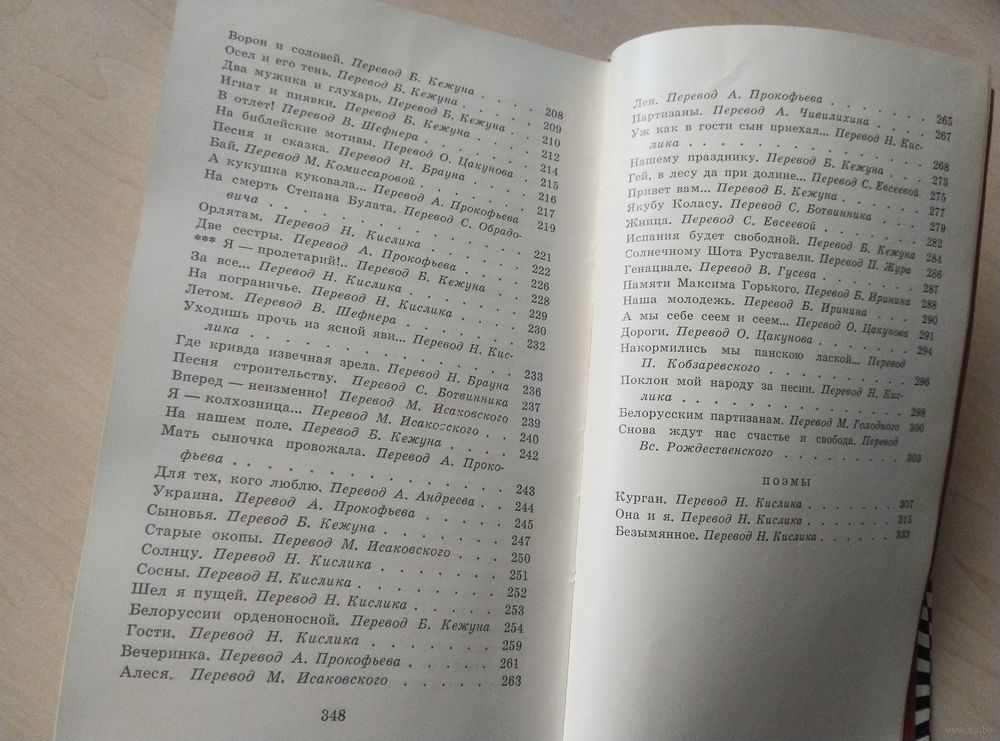 Ворон и соловей. Перевод Б. Кежуна . . . . 208
Осел и его тень. Перевод Б. Кежуна . . . . 209
Два мужика и глухарь. Перевод Б. Кежуна . 210
Игнат и пиявки. Перевод Б. Кежуна . . . . 212
В отлет! Перевод В. Шефнера . . . . . 214
На библейские мотивы. Перевод О. Цакунова . 215
Песня и сказка. Перевод Н. Брауна . . . . 216
Бай. Перевод М. Комиссаровой . . . . . 217
А кукушка куковала... Перевод А. Прокофьева 219
На смерть Степана Булата. Перевод С. Обрадо-
вича . . . . . . . . . . 221
Орлятам. Перевод Н. Кислика . . . . . 222
Две сестры. Перевод А. Прокофьева . . . . 226
*** Я — пролетарий!.. Перевод Б. Кежуна . . 228
За все... Перевод Н. Кислика . . . . . 229
На пограничье. Перевод Н. Кислика . . . . 230
Летом. Перевод В. Шефнера . . . . . 232
Уходишь прочь из ясной яви... Перевод Н. Кис-
лика . . . . . . . . . . 233
Где кривда извечная зрела. Перевод Н. Брауна 236
Песня строительству. Перевод С. Ботвинника 237
Вперед — неизменно! Перевод М. Исаковского 239
Я — колхозница... Перевод М. Исаковского . . 240
На нашем поле. Перевод Б. Кежуна . . . . 242
Мать сыночка провожала. Перевод А. Проко-
фьева . . . . . . . . . . 243
Для тех, кого люблю. Перевод А. Андреева . . 244
Украина. Перевод А. Прокофьева . . . . 245
Сыновья. Перевод Б. Кежуна . . . . . 247
Старые окопы. Перевод М. Исаковского . . . 250
Солнцу. Перевод Н. Кислика . . . . . 251
Сосны. Перевод Н. Кислика . . . . . . 252
Шел я пущей. Перевод Н. Кислика . . . . 253
Белоруссии орденоносной. Перевод Б. Кежуна 254
Гости. Перевод Н. Кислика . . . . . . 259
Вечеринка. Перевод А. Прокофьева . . . . . 261
Алеся. Перевод М. Исаковского . . . . . 263
348
Лен. Перевод А. Прокофьева . . . . . . 265
Партизаны. Перевод А. Чивилихина . . . . 267
Уж как в гости сын приехал... Перевод Н. Кис-
лика . . . . . . . . . . 268
Нашему празднику. Перевод Б. Кежуна . . . 273
Гей, в лесу да при долине... Перевод С. Евсеевой 275
Привет вам... Перевод Б. Кежуна . . . . . 277
Якубу Коласу. Перевод С. Ботвинника . . . 279
Жница. Перевод С. Евсеевой . . . . . . 282
Испания будет свободной. Перевод Б. Кежуна 284
Солнечному Шота Руставели. Перевод П. Жура 286
Генацвале. Перевод В. Гусева . . . . . . 287
Памяти Максима Горького. Перевод Б. Иринина 288
Наша молодежь. Перевод Б. Иринина . . . 290
А мы себе сеем и сеем... Перевод О. Цакунова 291
Дороги. Перевод О. Цакунова . . . . . . 294
Накормились мы панскою лаской... Перевод
П. Кобзаревского . . . . . . . . 296
Поклон мой народу за песни. Перевод Н. Кис-
лика . . . . . . . . . . 298
Белорусским партизанам. Перевод М. Голодного 300
Снова ждут нас счастье и свобода. Перевод
Вс. Рождественского . . . . . . . 303
ПОЭМЫ
Курган. Перевод Н. Кислика . . . . . . 307
Она и я. Перевод Н. Кислика . . . . . . 315
Безымянное. Перевод Н. Кислика . . . . . 333
www.ay.by